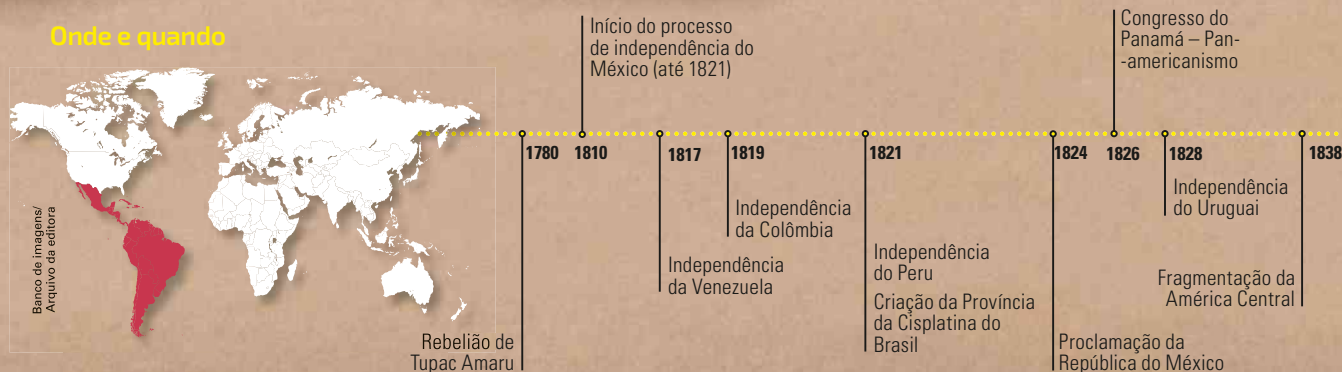 Onde e quando
Banco de imagens/
Arquivo da editora
Início do processo
de independência do
México (até 1821)
Congresso do
Panamá – Pan-
-americanismo
1780
1810
1817
1819
1821
1824
1826
1828
1838
Rebelião de
Tupac Amaru
Independência
da Venezuela
Independência
da Colômbia
Independência
do Peru
Criação da Província
da Cisplatina do
Brasil
Proclamação da
República do México
Independência
do Uruguai
Fragmentação da
América Central